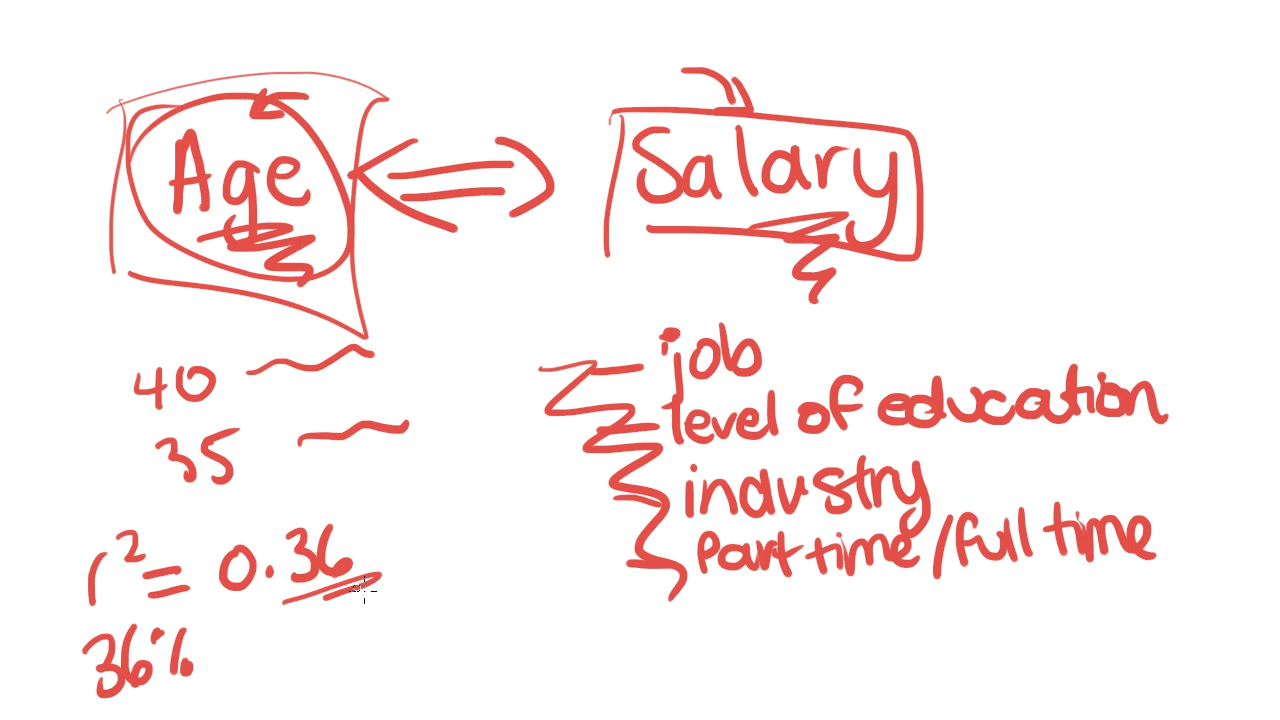 Age
Salary
40
35
job
level of education
industry
part time / full time
r² = 0.36
36%